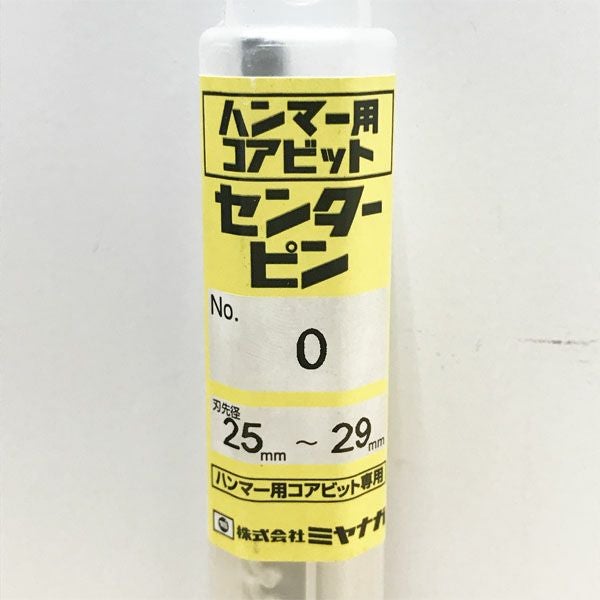 ハンマー用
コアビット
センター
ピン
No.
0
刃先径
25mm ～ 29mm
ハンマー用コアビット専用
株式会社 ミヤナガ